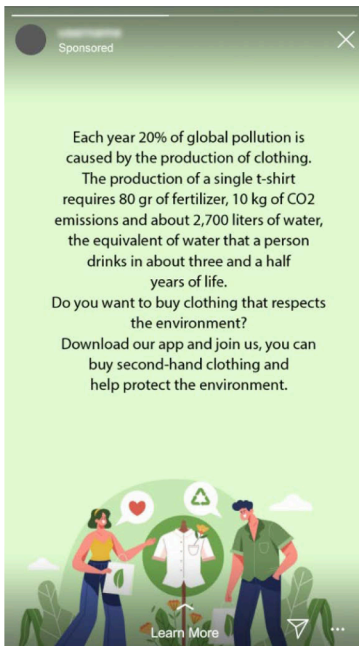 Sponsored
Each year 20% of global pollution is
caused by the production of clothing.
The production of a single t-shirt
requires 80 gr of fertilizer, 10 kg of CO2
emissions and about 2,700 liters of water,
the equivalent of water that a person
drinks in about three and a half
years of life.
Do you want to buy clothing that respects
the environment?
Download our app and join us, you can
buy second-hand clothing and
help protect the environment.
Learn More